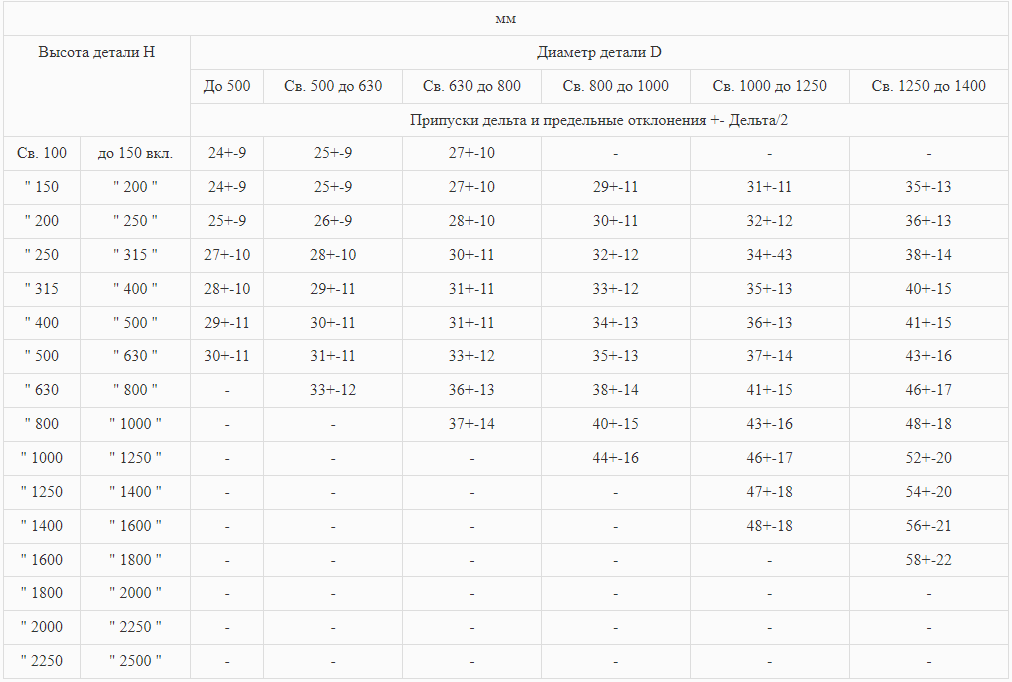 мм
Высота детали H Диаметр детали D
До 500 Св. 500 до 630 Св. 630 до 800 Св. 800 до 1000 Св. 1000 до 1250 Св. 1250 до 1400
Припуски дельта и предельные отклонения +- Дельта/2
Св. 100 до 150 вкл. 24+-9 25+-9 27+-10 - - -
" 150 " 200 " 24+-9 25+-9 27+-10 29+-11 31+-11 35+-13
" 200 " 250 " 25+-9 26+-9 28+-10 30+-11 32+-12 36+-13
" 250 " 315 " 27+-10 28+-10 30+-11 32+-12 34+-43 38+-14
" 315 " 400 " 28+-10 29+-11 31+-11 33+-12 35+-13 40+-15
" 400 " 500 " 29+-11 30+-11 31+-11 34+-13 36+-13 41+-15
" 500 " 630 " 30+-11 31+-11 33+-12 35+-13 37+-14 43+-16
" 630 " 800 " - 33+-12 36+-13 38+-14 41+-15 46+-17
" 800 " 1000 " - - 37+-14 40+-15 43+-16 48+-18
" 1000 " 1250 " - - - 44+-16 46+-17 52+-20
" 1250 " 1400 " - - - - 47+-18 54+-20
" 1400 " 1600 " - - - - 48+-18 56+-21
" 1600 " 1800 " - - - - - 58+-22
" 1800 " 2000 " - - - - - -
" 2000 " 2250 " - - - - - -
" 2250 " 2500 " - - - - - -